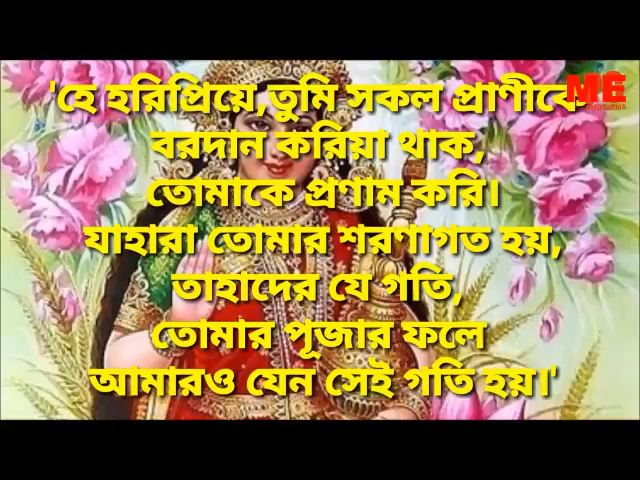 'হে হরিপ্রিয়ে,তুমি সকল প্রাণীকে
ME
বরদান করিয়া থাক,
তোমাকে প্রণাম করি।
যাহারা তোমার শরণাগত হয়,
তাহাদের যে গতি,
তোমার পূজার ফলে
আমারও যেন সেই গতি হয়।'